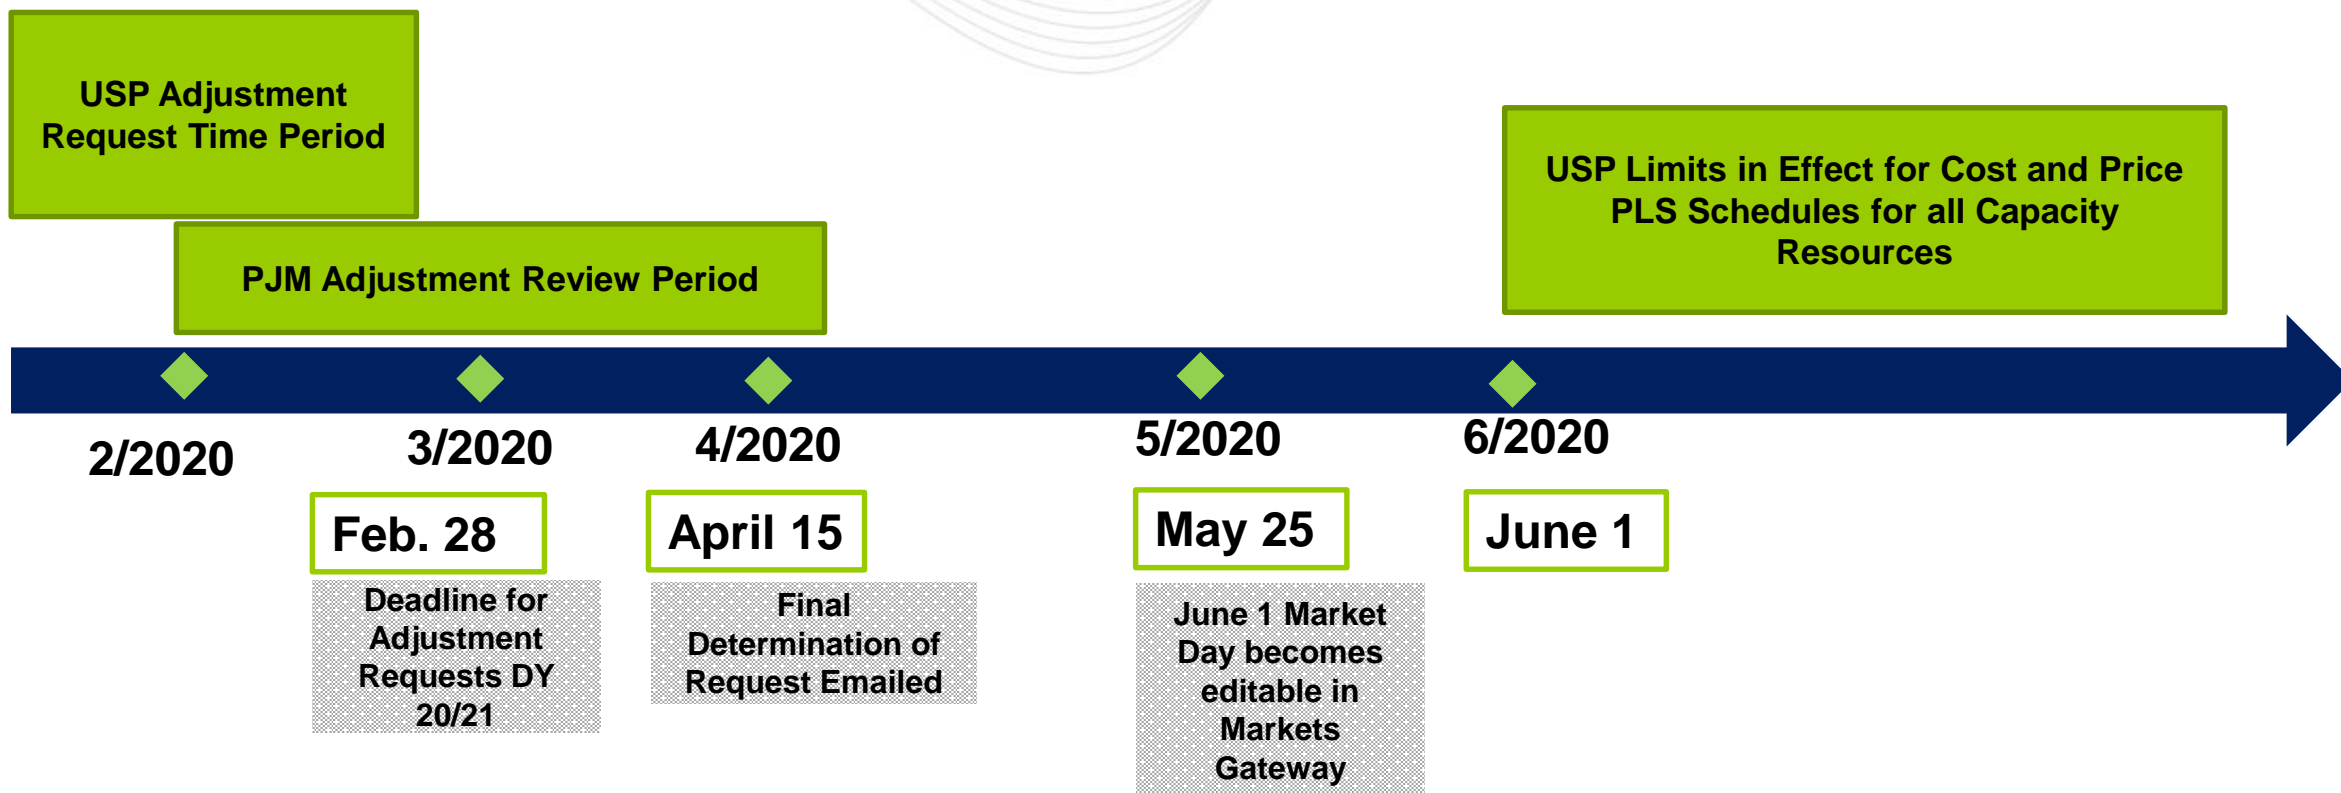 USP Adjustment
Request Time Period
PJM Adjustment Review Period
USP Limits in Effect for Cost and Price
PLS Schedules for all Capacity
Resources
2/2020
3/2020
4/2020
5/2020
6/2020
Feb. 28
Deadline for
Adjustment
Requests DY
20/21
April 15
Final
Determination of
Request Emailed
May 25
June 1 Market
Day becomes
editable in
Markets
Gateway
June 1